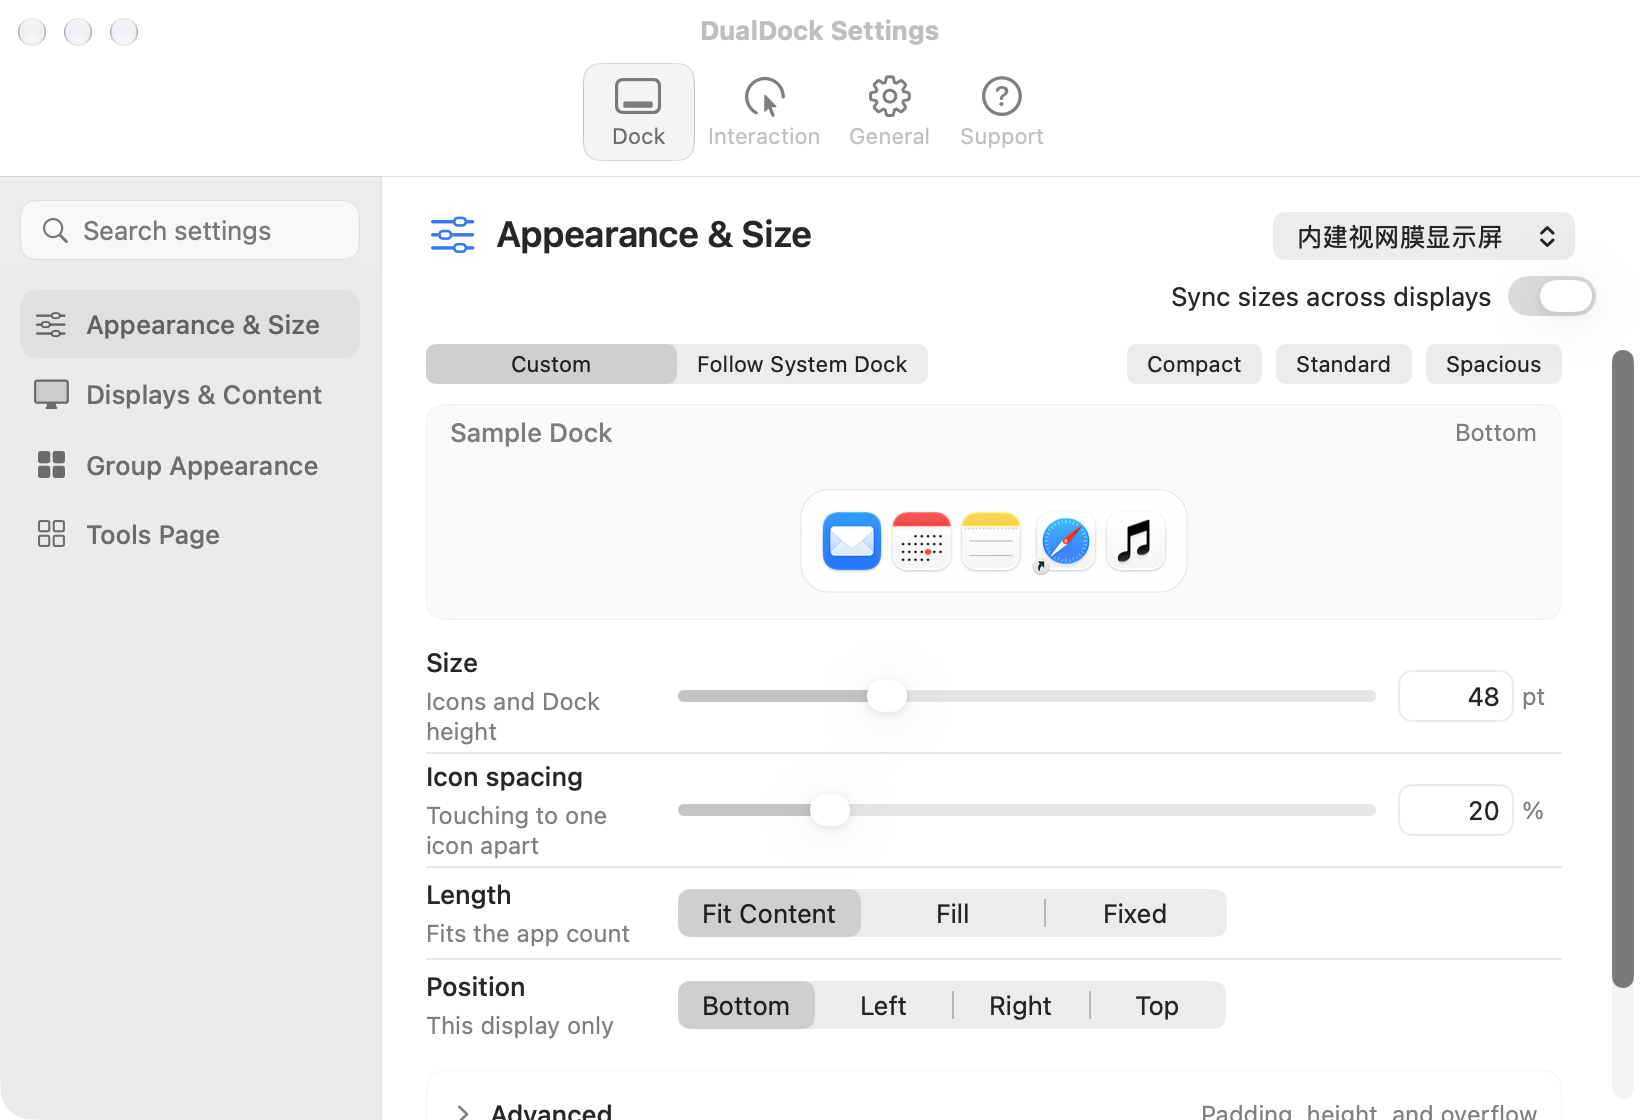 DualDock Settings
Dock
Interaction
General
Support
Search settings
Appearance & Size
Displays & Content
Group Appearance
Tools Page
Appearance & Size
内建视网膜显示屏
Sync sizes across displays
Custom
Follow System Dock
Compact
Standard
Spacious
Sample Dock
Bottom
Size
Icons and Dock
height
48 pt
Icon spacing
Touching to one
icon apart
20 %
Length
Fits the app count
Fit Content
Fill
Fixed
Position
This display only
Bottom
Left
Right
Top
Advanced
Padding, height, and overflow